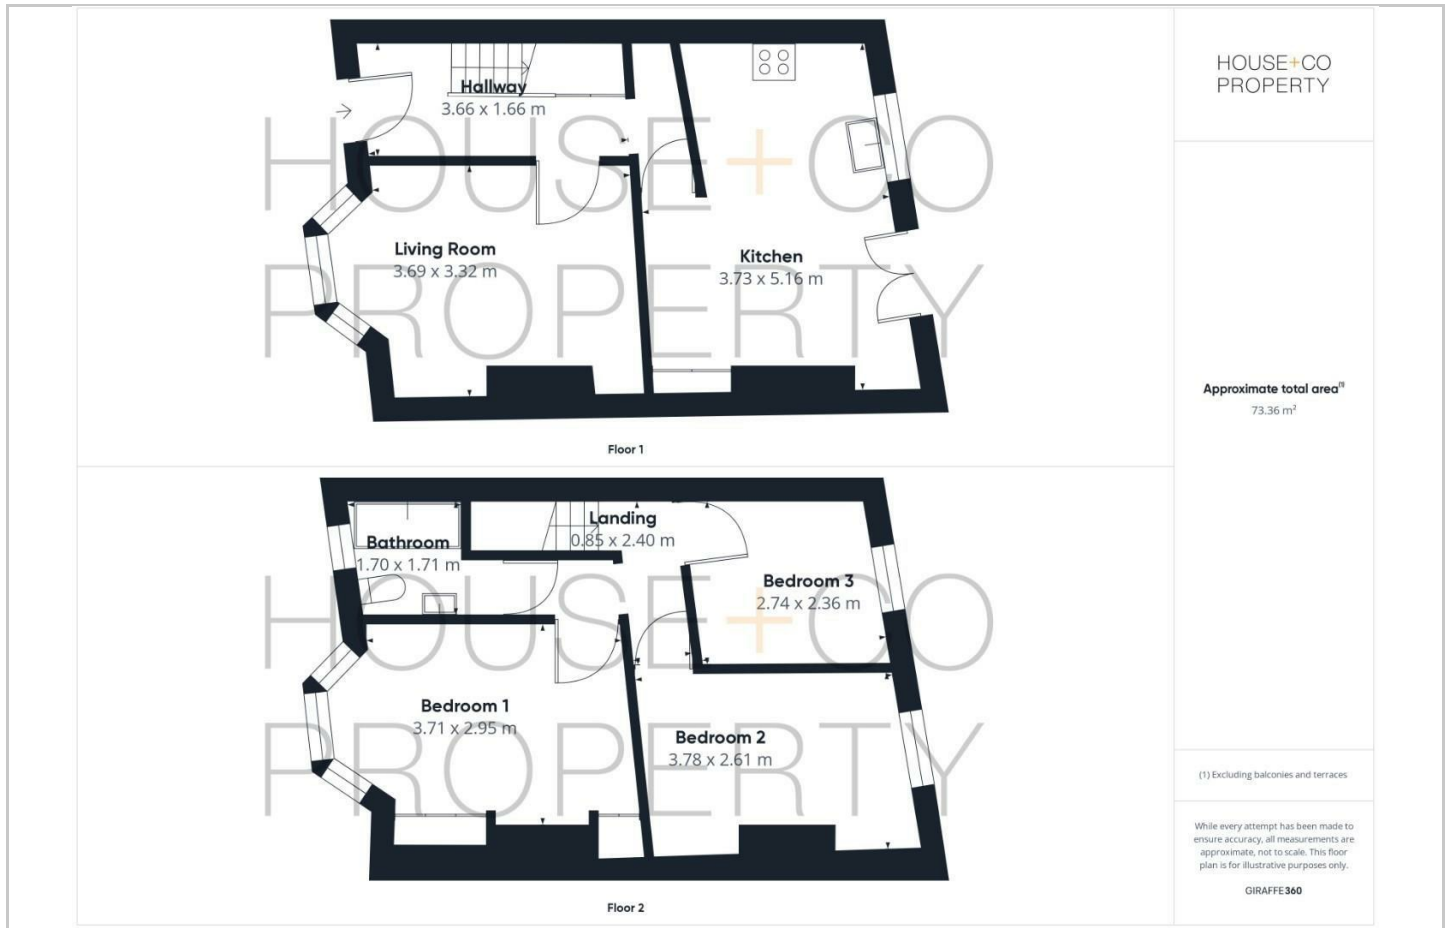 Hallway
3.66 x 1.66 m
Living Room
3.69 x 3.32 m
Kitchen
3.73 x 5.16 m
HOUSE+CO
PROPERTY
Floor 1
Bathroom
1.70 x 1.71 m
Landing
0.85 x 2.40 m
Bedroom 3
2.74 x 2.36 m
Bedroom 1
3.71 x 2.95 m
Bedroom 2
3.78 x 2.61 m
HOUSE+CO
PROPERTY
Floor 2
HOUSE+CO
PROPERTY
Approximate total area(1)
73.36 m²
(1) Excluding balconies and terraces
While every attempt has been made to
ensure accuracy, all measurements are
approximate, not to scale. This floor
plan is for illustrative purposes only.
GIRAFFE360